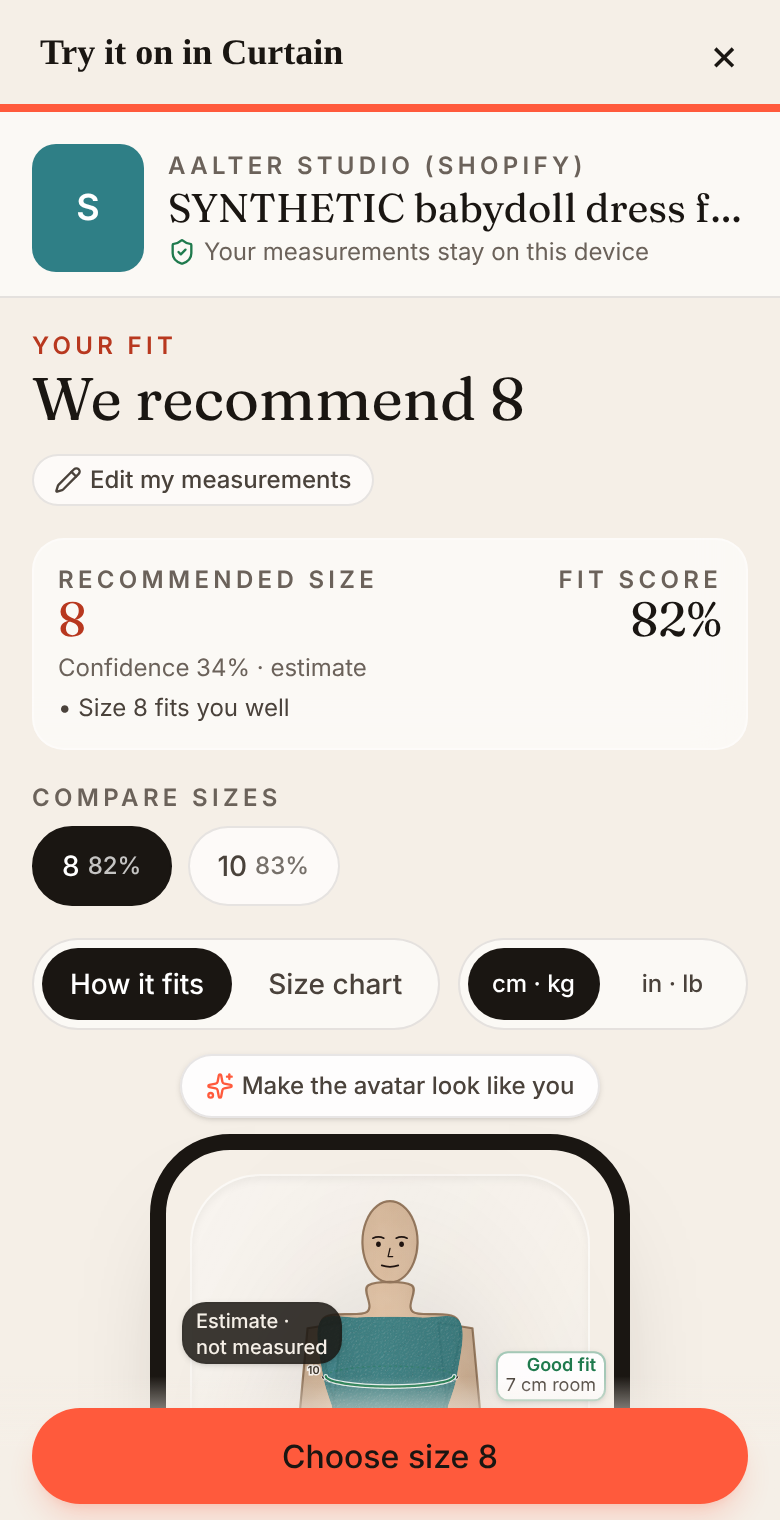 Try it on in Curtain
×
S
AALTER STUDIO (SHOPIFY)
SYNTHETIC babydoll dress f...
Your measurements stay on this device
YOUR FIT
We recommend 8
Edit my measurements
RECOMMENDED SIZE
FIT SCORE
8
82%
Confidence 34% · estimate
• Size 8 fits you well
COMPARE SIZES
8 82%
10 83%
How it fits
Size chart
cm · kg
in · lb
Make the avatar look like you
Estimate ·
not measured
10
Good fit
7 cm room
Choose size 8